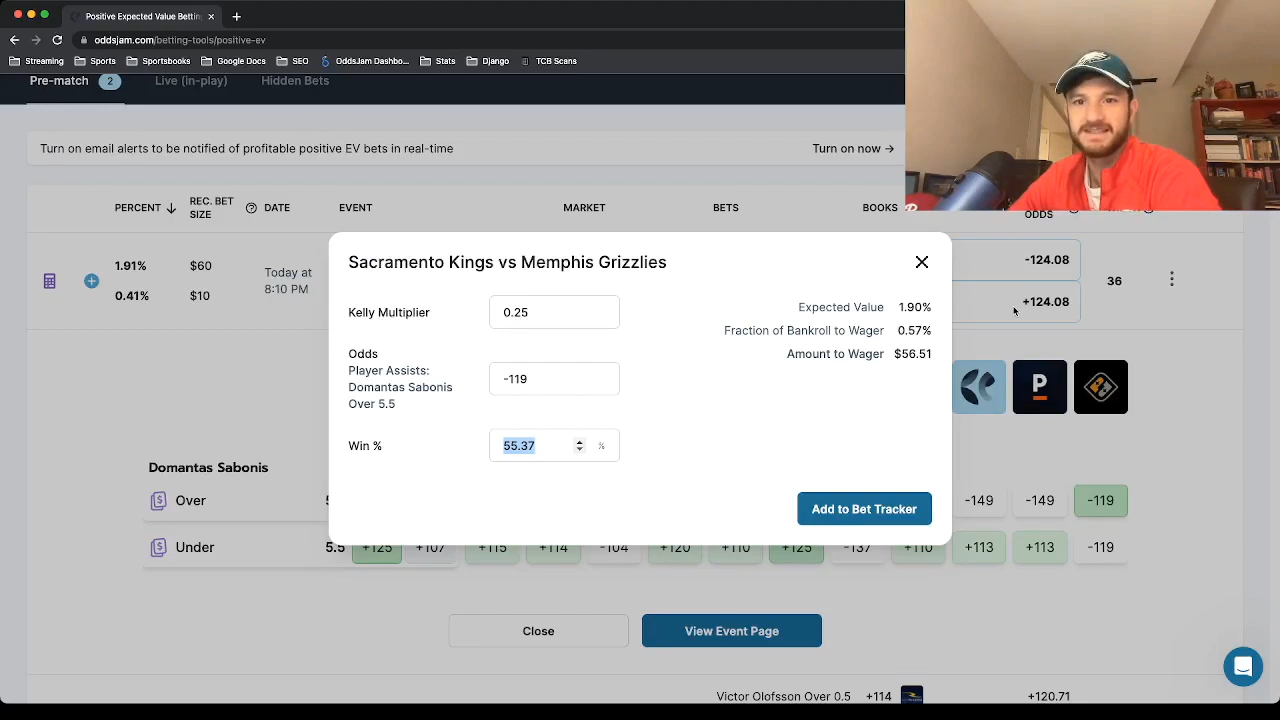 Positive Expected Value Betting
oddsjam.com/betting-tools/positive-ev
Streaming
Sports
Sportsbooks
Google Docs
SEO
OddsJam Dashbo...
Stats
Django
TCB Scans
Pre-match 2
Live (in-play)
Hidden Bets
Turn on email alerts to be notified of profitable positive EV bets in real-time
Turn on now →
PERCENT
REC. BET
SIZE
DATE
EVENT
MARKET
BETS
BOOKS
ODDS
1.91%
$60
0.41%
$10
Today at
8:10 PM
-124.08
+124.08
36
Sacramento Kings vs Memphis Grizzlies
Kelly Multiplier
0.25
Odds
Player Assists:
Domantas Sabonis
Over 5.5
-119
Win %
55.37
%
Expected Value 1.90%
Fraction of Bankroll to Wager 0.57%
Amount to Wager $56.51
Add to Bet Tracker
P
Domantas Sabonis
Over
-149 -149 -119
Under 5.5 +125 +107 +115 +114 -104 +120 +110 +125 -137 +110 +113 +113 -119
Close
View Event Page
Victor Olofsson Over 0.5 +114 +120.71